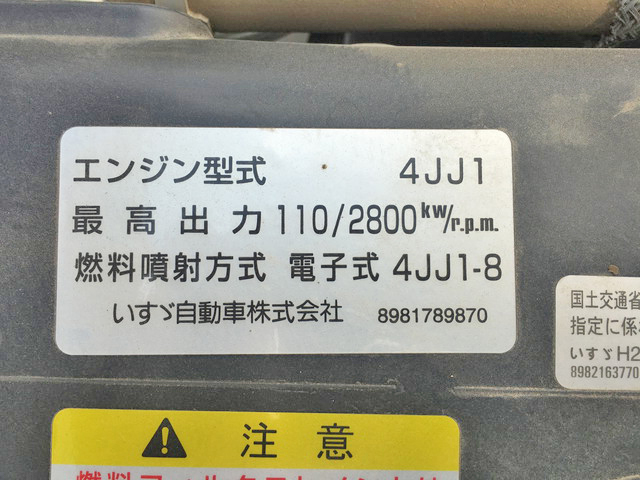 エンジン型式 4JJ1
最高出力 110/2800 kw/r.p.m.
燃料噴射方式 電子式 4JJ1-8
いすゞ自動車株式会社 8981789870
国土交通省
指定に係
いすゞH2
8982163770
注意